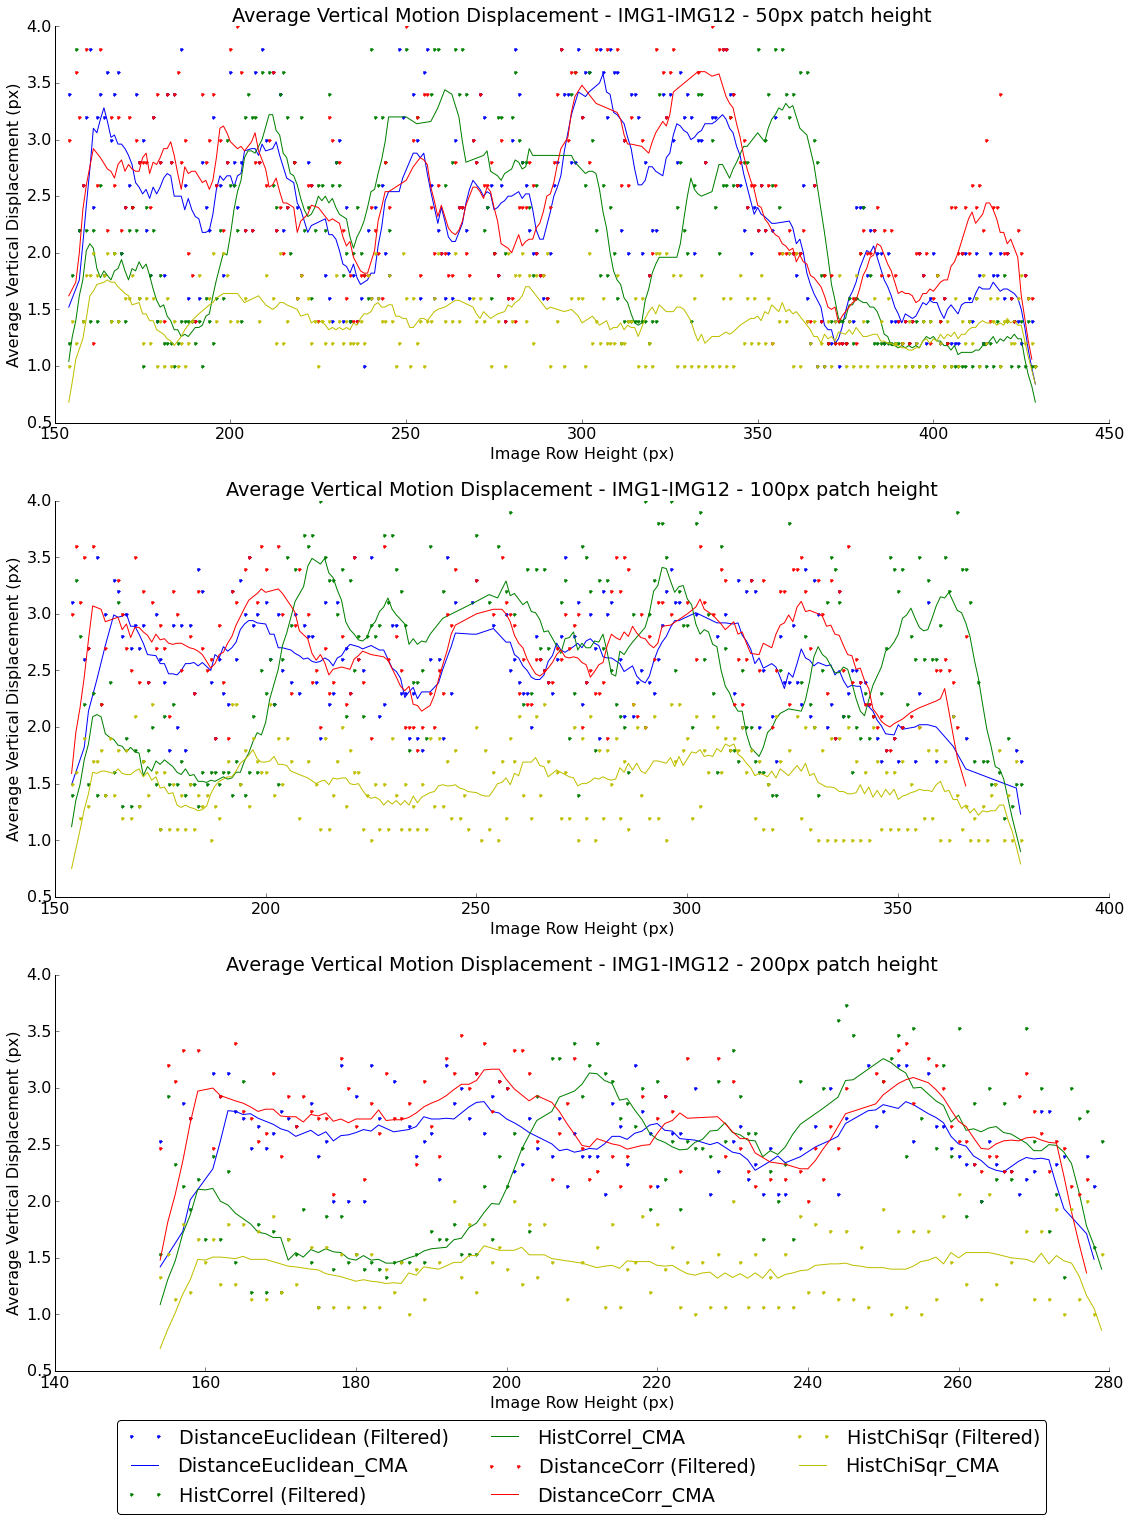 Average Vertical Motion Displacement - IMG1-IMG12 - 50px patch height
4.0
3.5
3.0
2.5
2.0
1.5
1.0
0.5
Average Vertical Motion Displacement (px)
150 200 250 300 350 400 450
Image Row Height (px)
Average Vertical Motion Displacement - IMG1-IMG12 - 100px patch height
4.0
3.5
3.0
2.5
2.0
1.5
1.0
0.5
Average Vertical Motion Displacement (px)
150 200 250 300 350 400
Image Row Height (px)
Average Vertical Motion Displacement - IMG1-IMG12 - 200px patch height
4.0
3.5
3.0
2.5
2.0
1.5
1.0
0.5
Average Vertical Motion Displacement (px)
140 160 180 200 220 240 260 280
Image Row Height (px)
DistanceEuclidean (Filtered) HistCorrel_CMA HistChiSqr (Filtered)
DistanceEuclidean_CMA DistanceCorr (Filtered) HistChiSqr_CMA
HistCorrel (Filtered) DistanceCorr_CMA